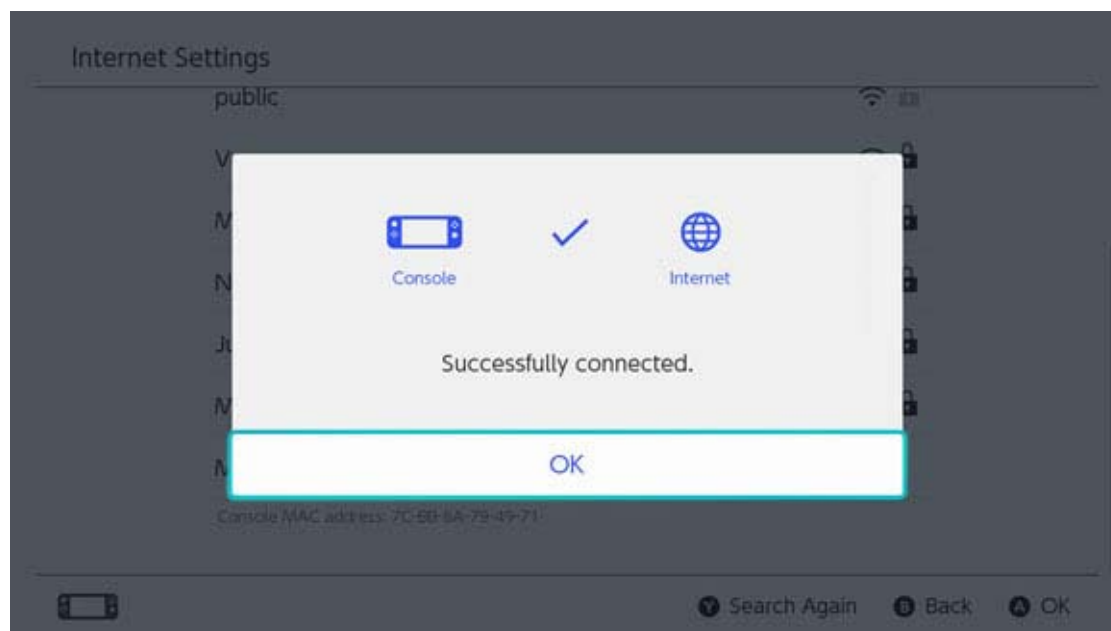 Internet Settings
public
V
M
N
Ju
M
M
Console
Internet
Successfully connected.
OK
Console MAC address: 7C-BB-8A-79-49-71
Y Search Again B Back A OK